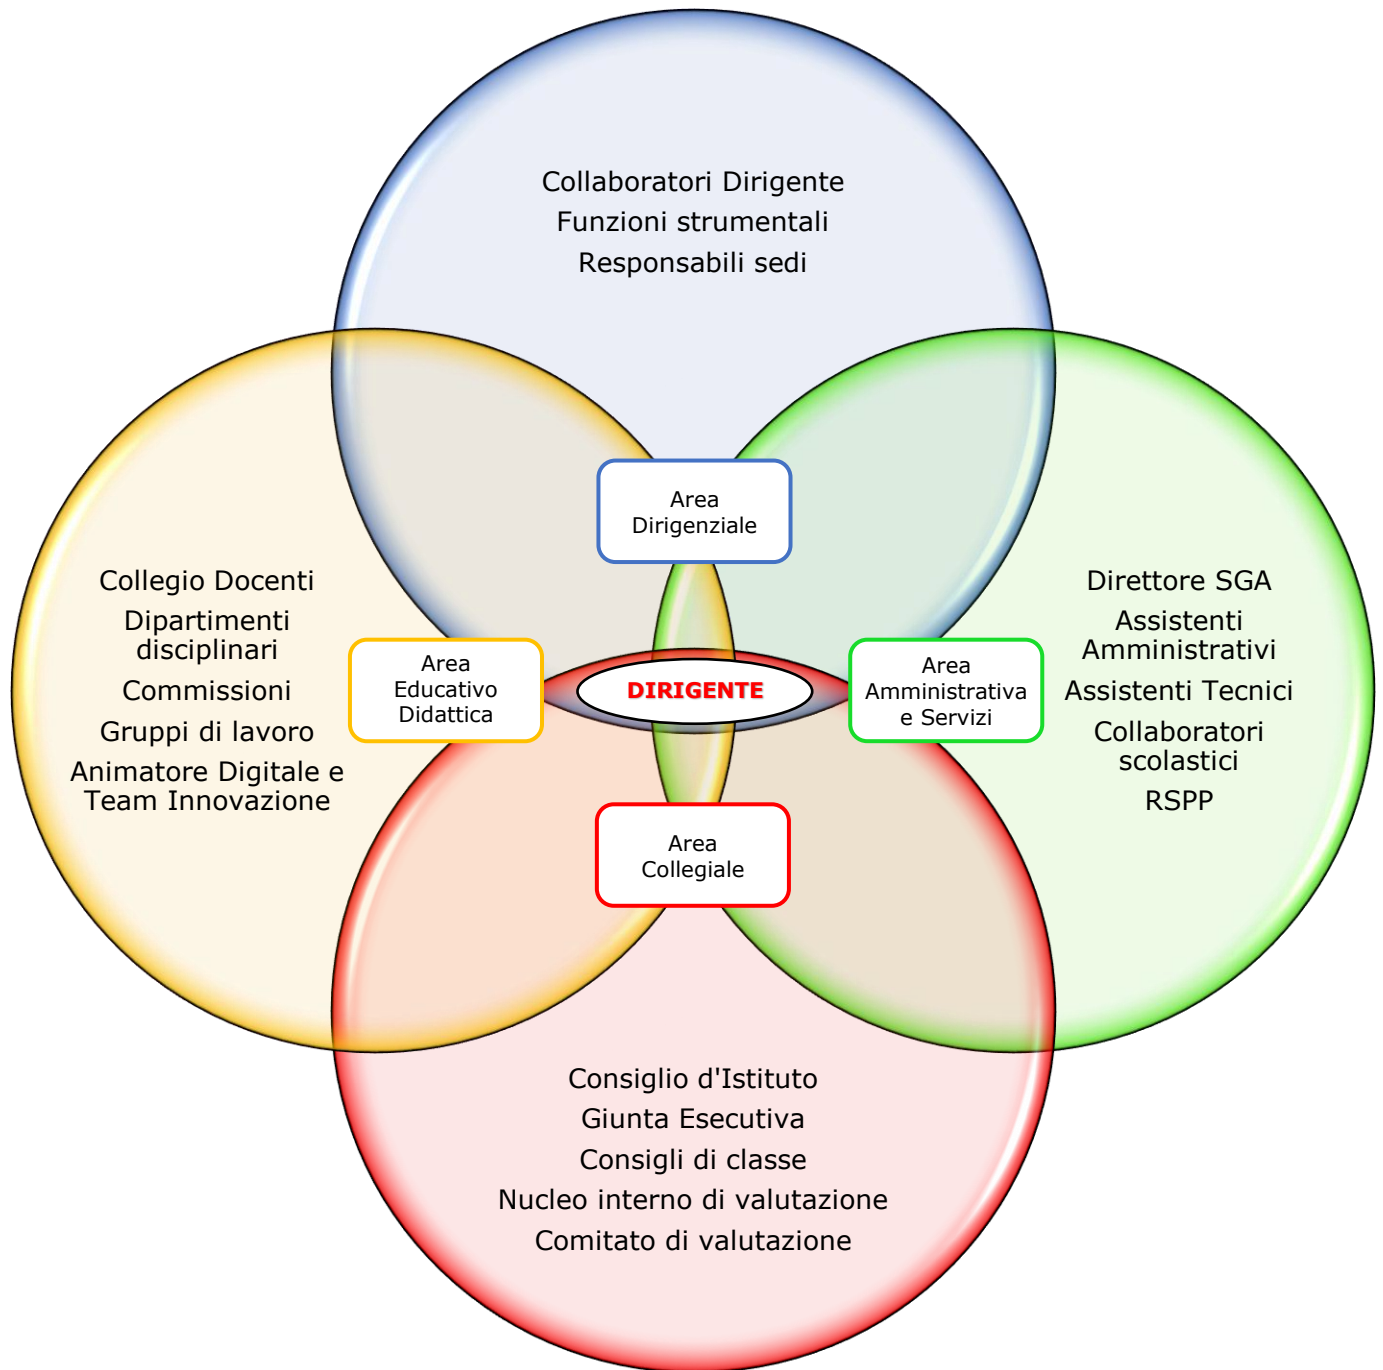 Collaboratori Dirigente
Funzioni strumentali
Responsabili sedi
Area
Dirigenziale
Collegio Docenti
Dipartimenti
disciplinari
Commissioni
Gruppi di lavoro
Animatore Digitale e
Team Innovazione
Area
Educativo
Didattica
DIRIGENTE
Area
Amministrativa
e Servizi
Direttore SGA
Assistenti
Amministrativi
Assistenti Tecnici
Collaboratori
scolastici
RSPP
Area
Collegiale
Consiglio d'Istituto
Giunta Esecutiva
Consigli di classe
Nucleo interno di valutazione
Comitato di valutazione